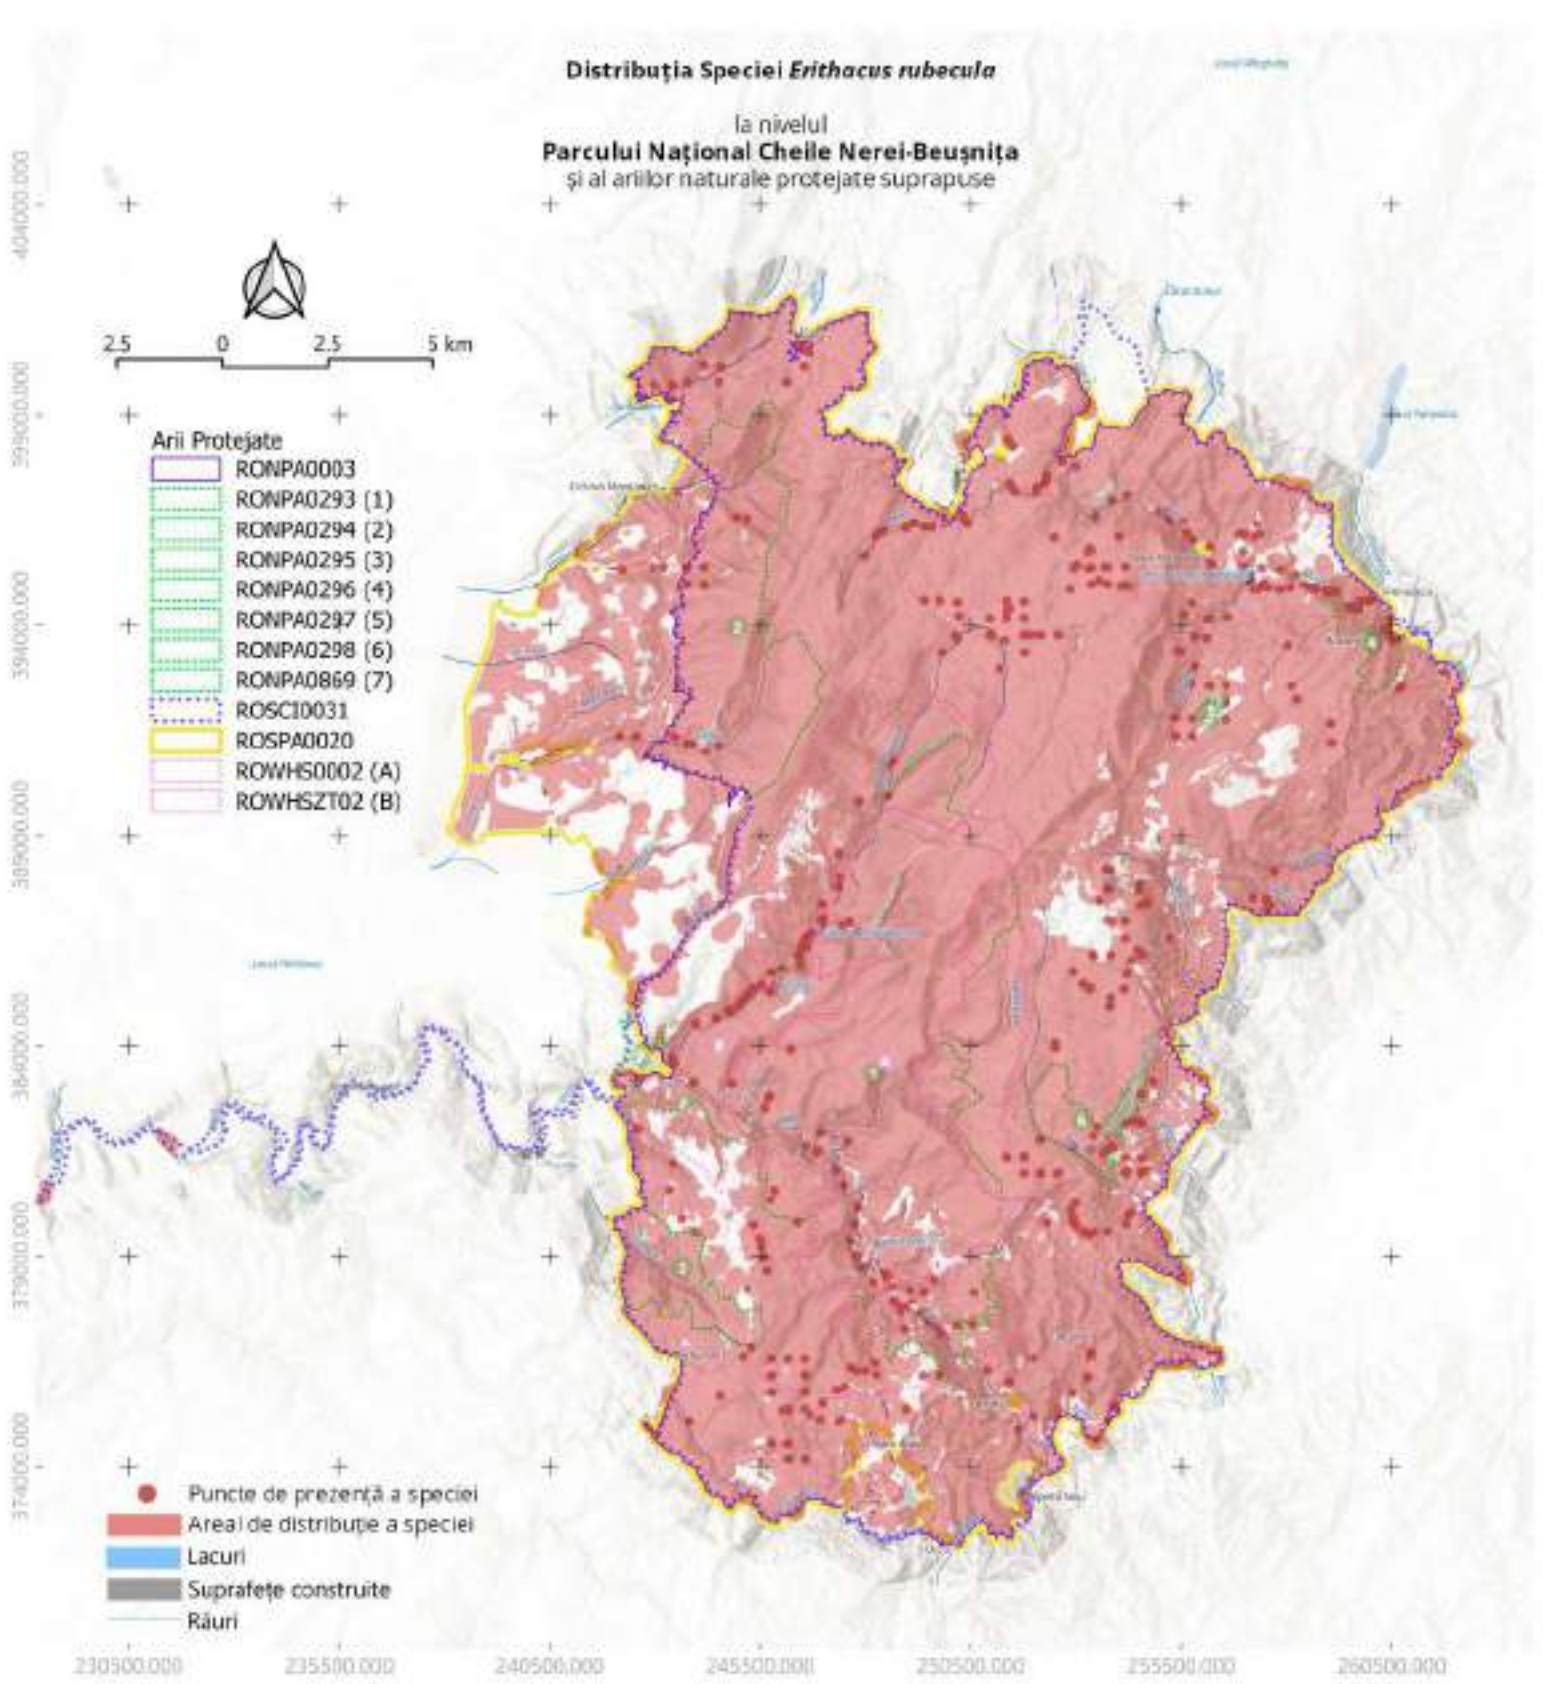 Distribuția Speciei Erithacus rubecula
la nivelul
Parcului Național Cheile Nerei-Beușnița
și al ariilor naturale protejate suprapuse
404000.000
399000.000
394000.000
389000.000
384000.000
379000.000
374000.000
2.5 0 2.5 5 km
Arii Protejate
RONPA0003
RONPA0293 (1)
RONPA0294 (2)
RONPA0295 (3)
RONPA0296 (4)
RONPA0297 (5)
RONPA0298 (6)
RONPA0869 (7)
ROSCI0031
ROSPA0020
ROWHS0002 (A)
ROWHSZT02 (B)
Puncte de prezență a speciei
Areal de distribuție a speciei
Lacuri
Suprafețe construite
Râuri
230500.000 235500.000 240500.000 245500.000 250500.000 255500.000 260500.000